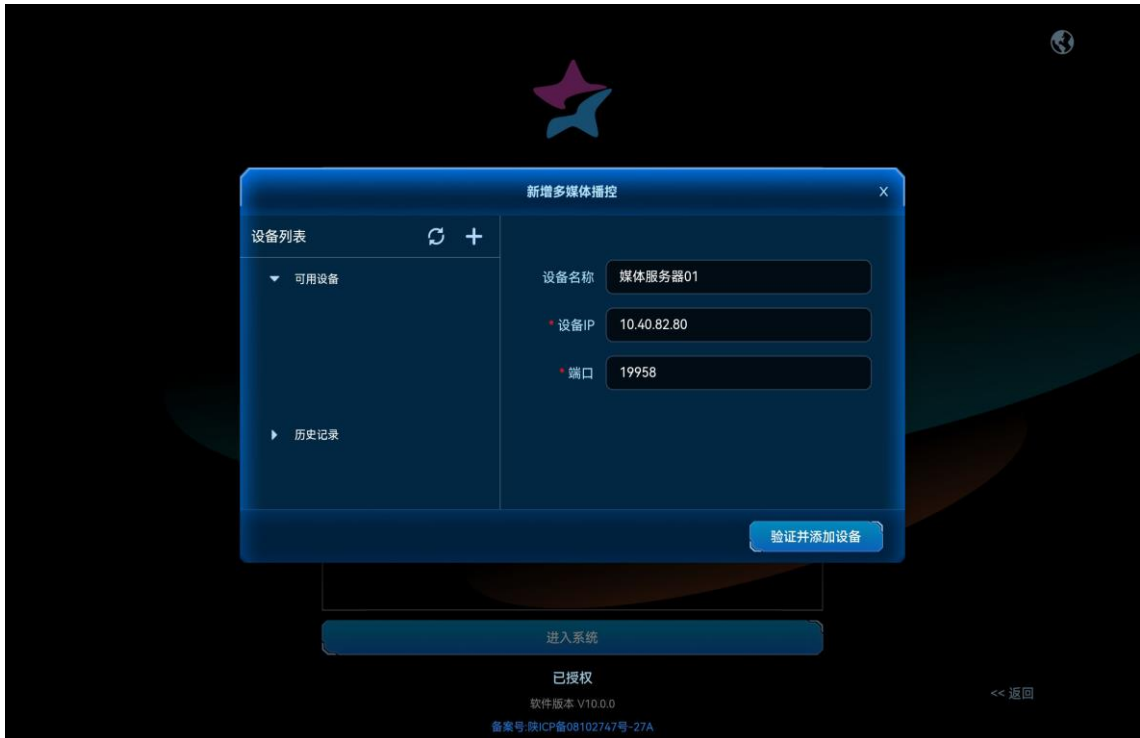 新增多媒体播控
X
设备列表
可用设备
历史记录
设备名称 媒体服务器01
* 设备IP 10.40.82.80
* 端口 19958
验证并添加设备
进入系统
已授权
软件版本 V10.0.0
<< 返回
备案号:陕ICP备08102747号-27A